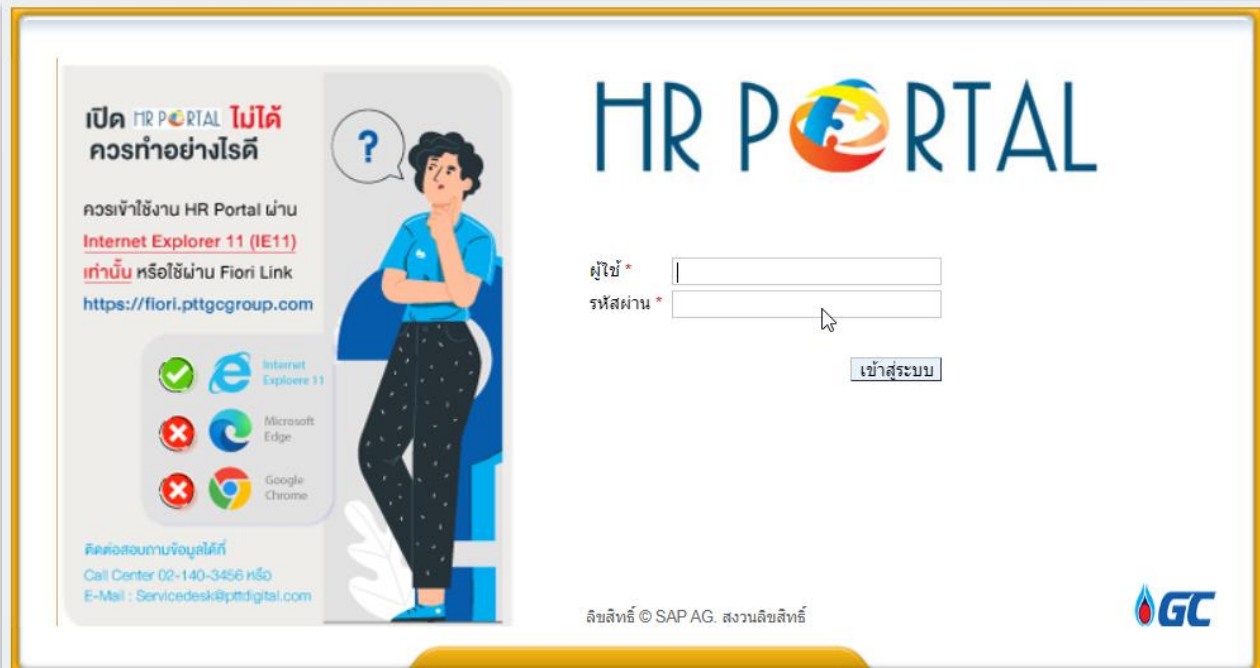 เปิด HR PORTAL ไม่ได้
ควรทำอย่างไรดี
?
ควรเข้าใช้งาน HR Portal ผ่าน
Internet Explorer 11 (IE11)
เท่านั้น หรือใช้ผ่าน Fiori Link
https://fiori.pttgcgroup.com
Internet
Exploere 11
Microsoft
Edge
Google
Chrome
ติดต่อสอบถามข้อมูลได้ที่
Call Center 02-140-3456 หรือ
E-Mail : Servicedesk@pttdigital.com
HR PORTAL
ผู้ใช้ *
รหัสผ่าน *
เข้าสู่ระบบ
ลิขสิทธิ์ © SAP AG. สงวนลิขสิทธิ์
GC